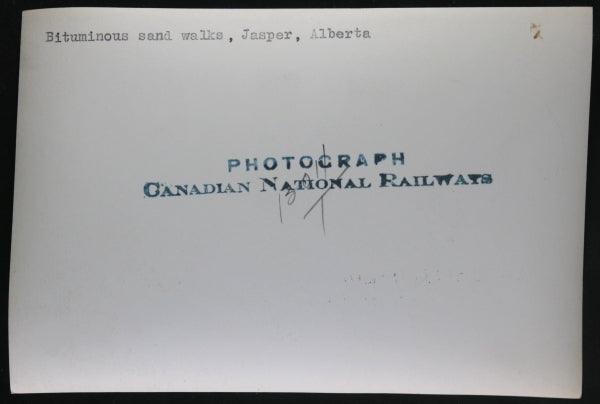 Bituminous sand walks, Jasper, Alberta
PHOTOGRAPH
CANADIAN NATIONAL RAILWAYS